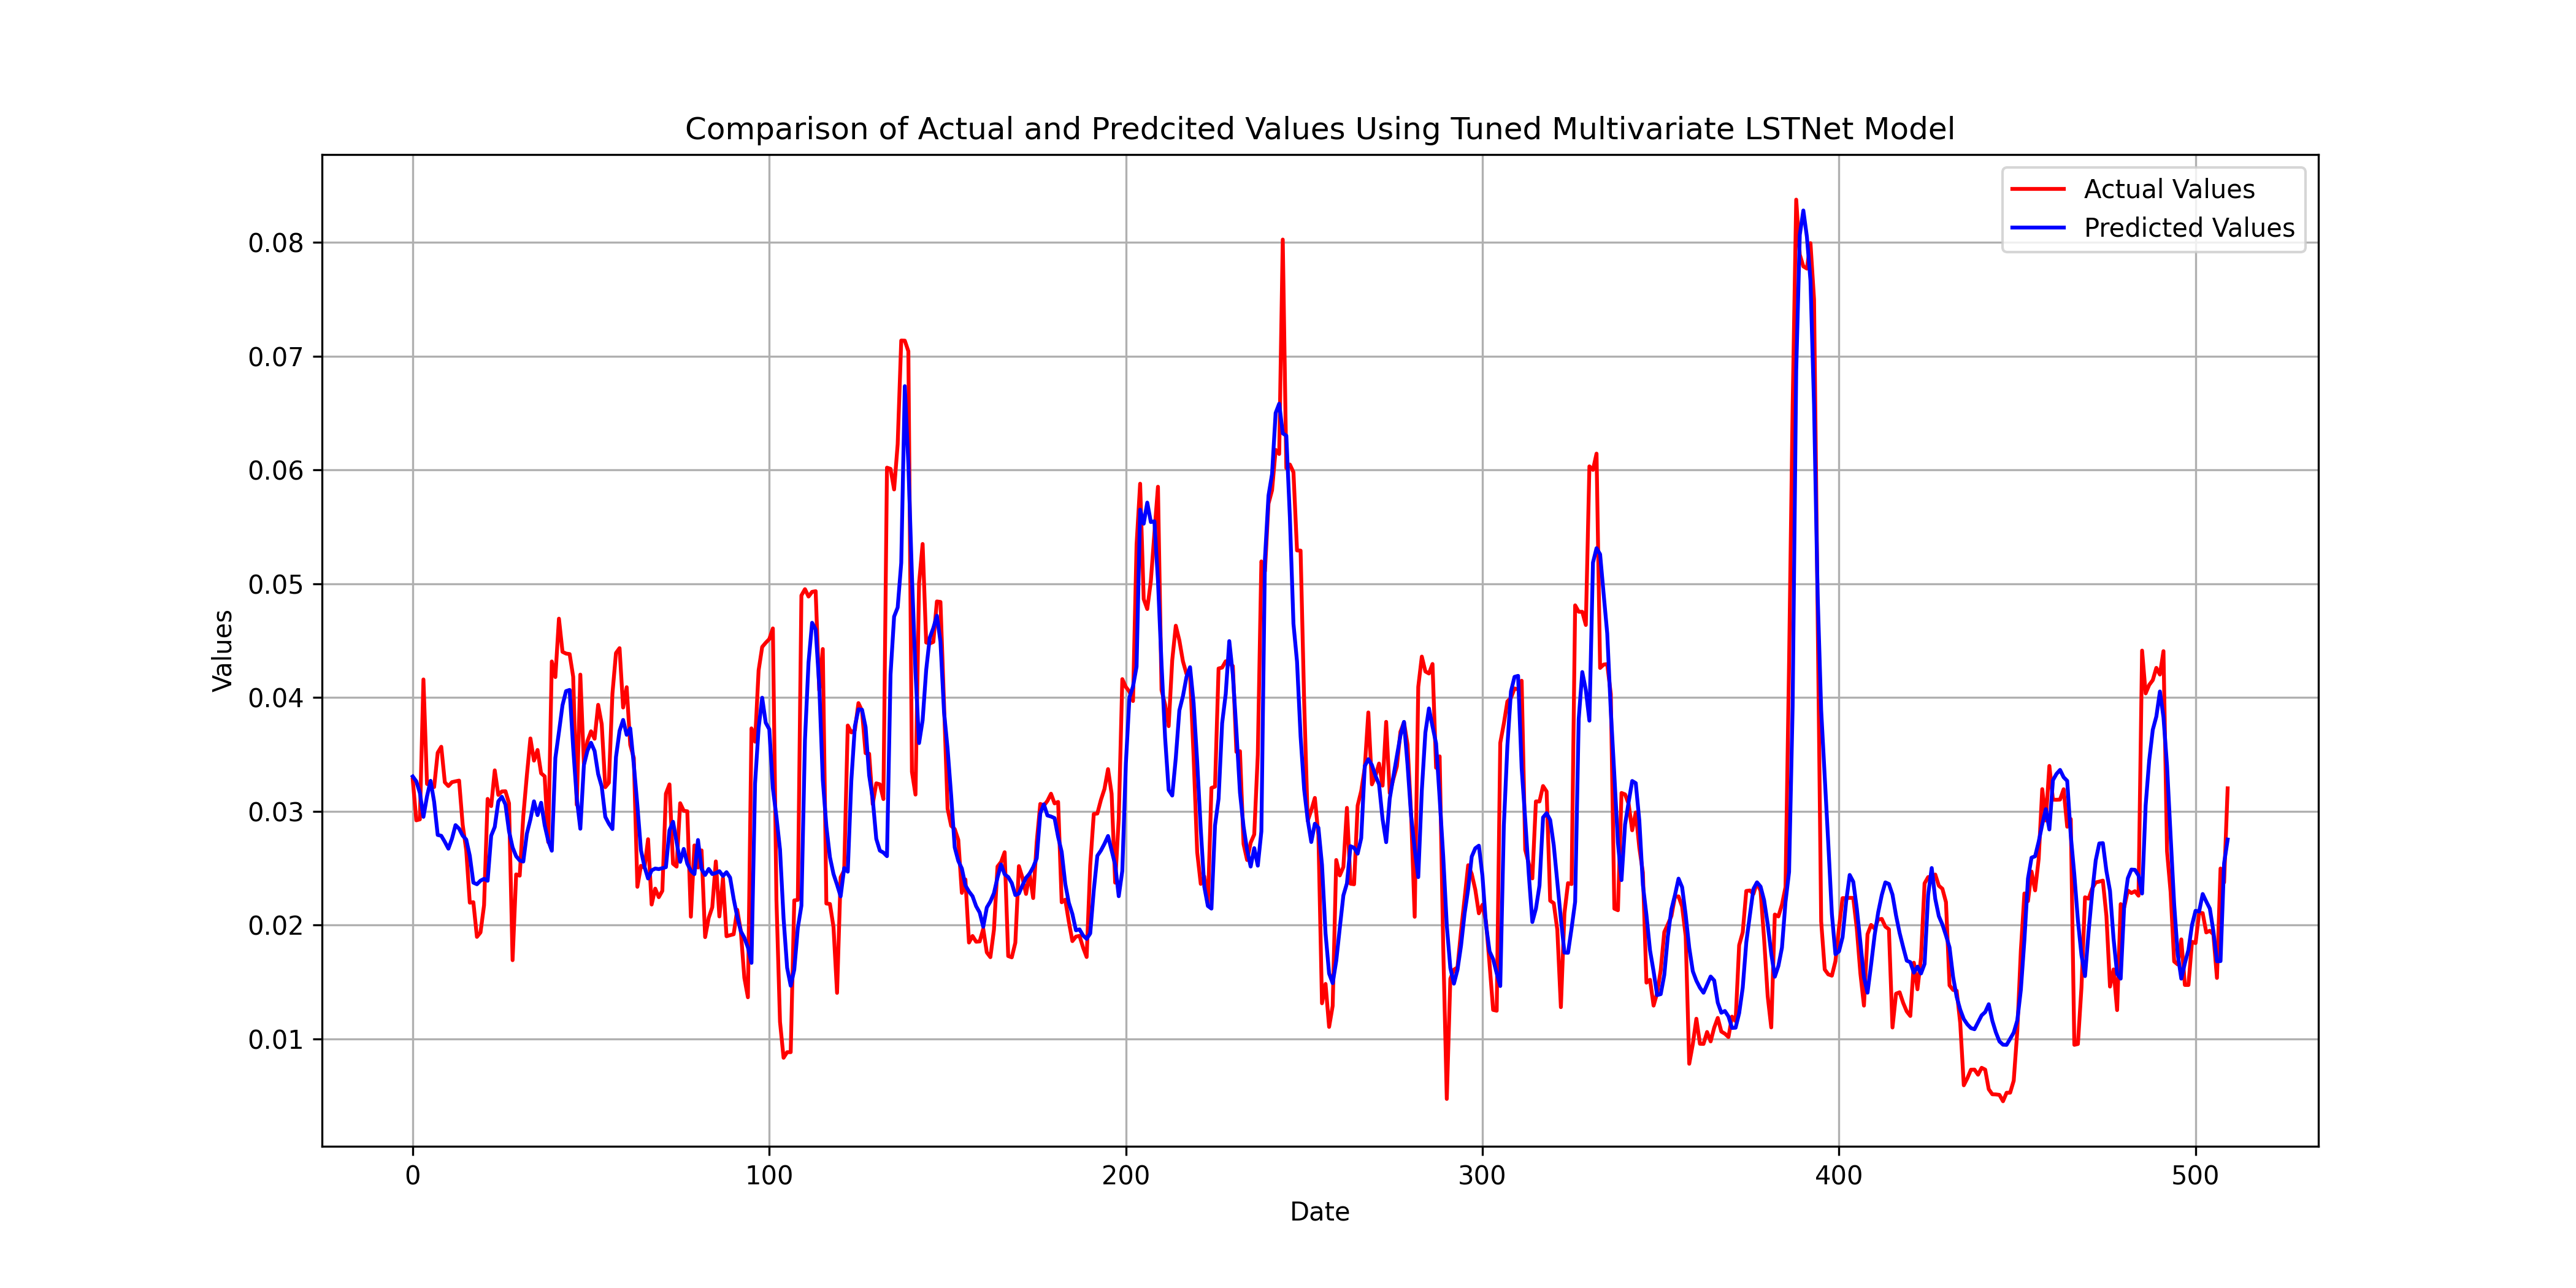 Comparison of Actual and Predcited Values Using Tuned Multivariate LSTNet Model
Actual Values
Predicted Values
Values
0.08
0.07
0.06
0.05
0.04
0.03
0.02
0.01
0 100 200 300 400 500
Date